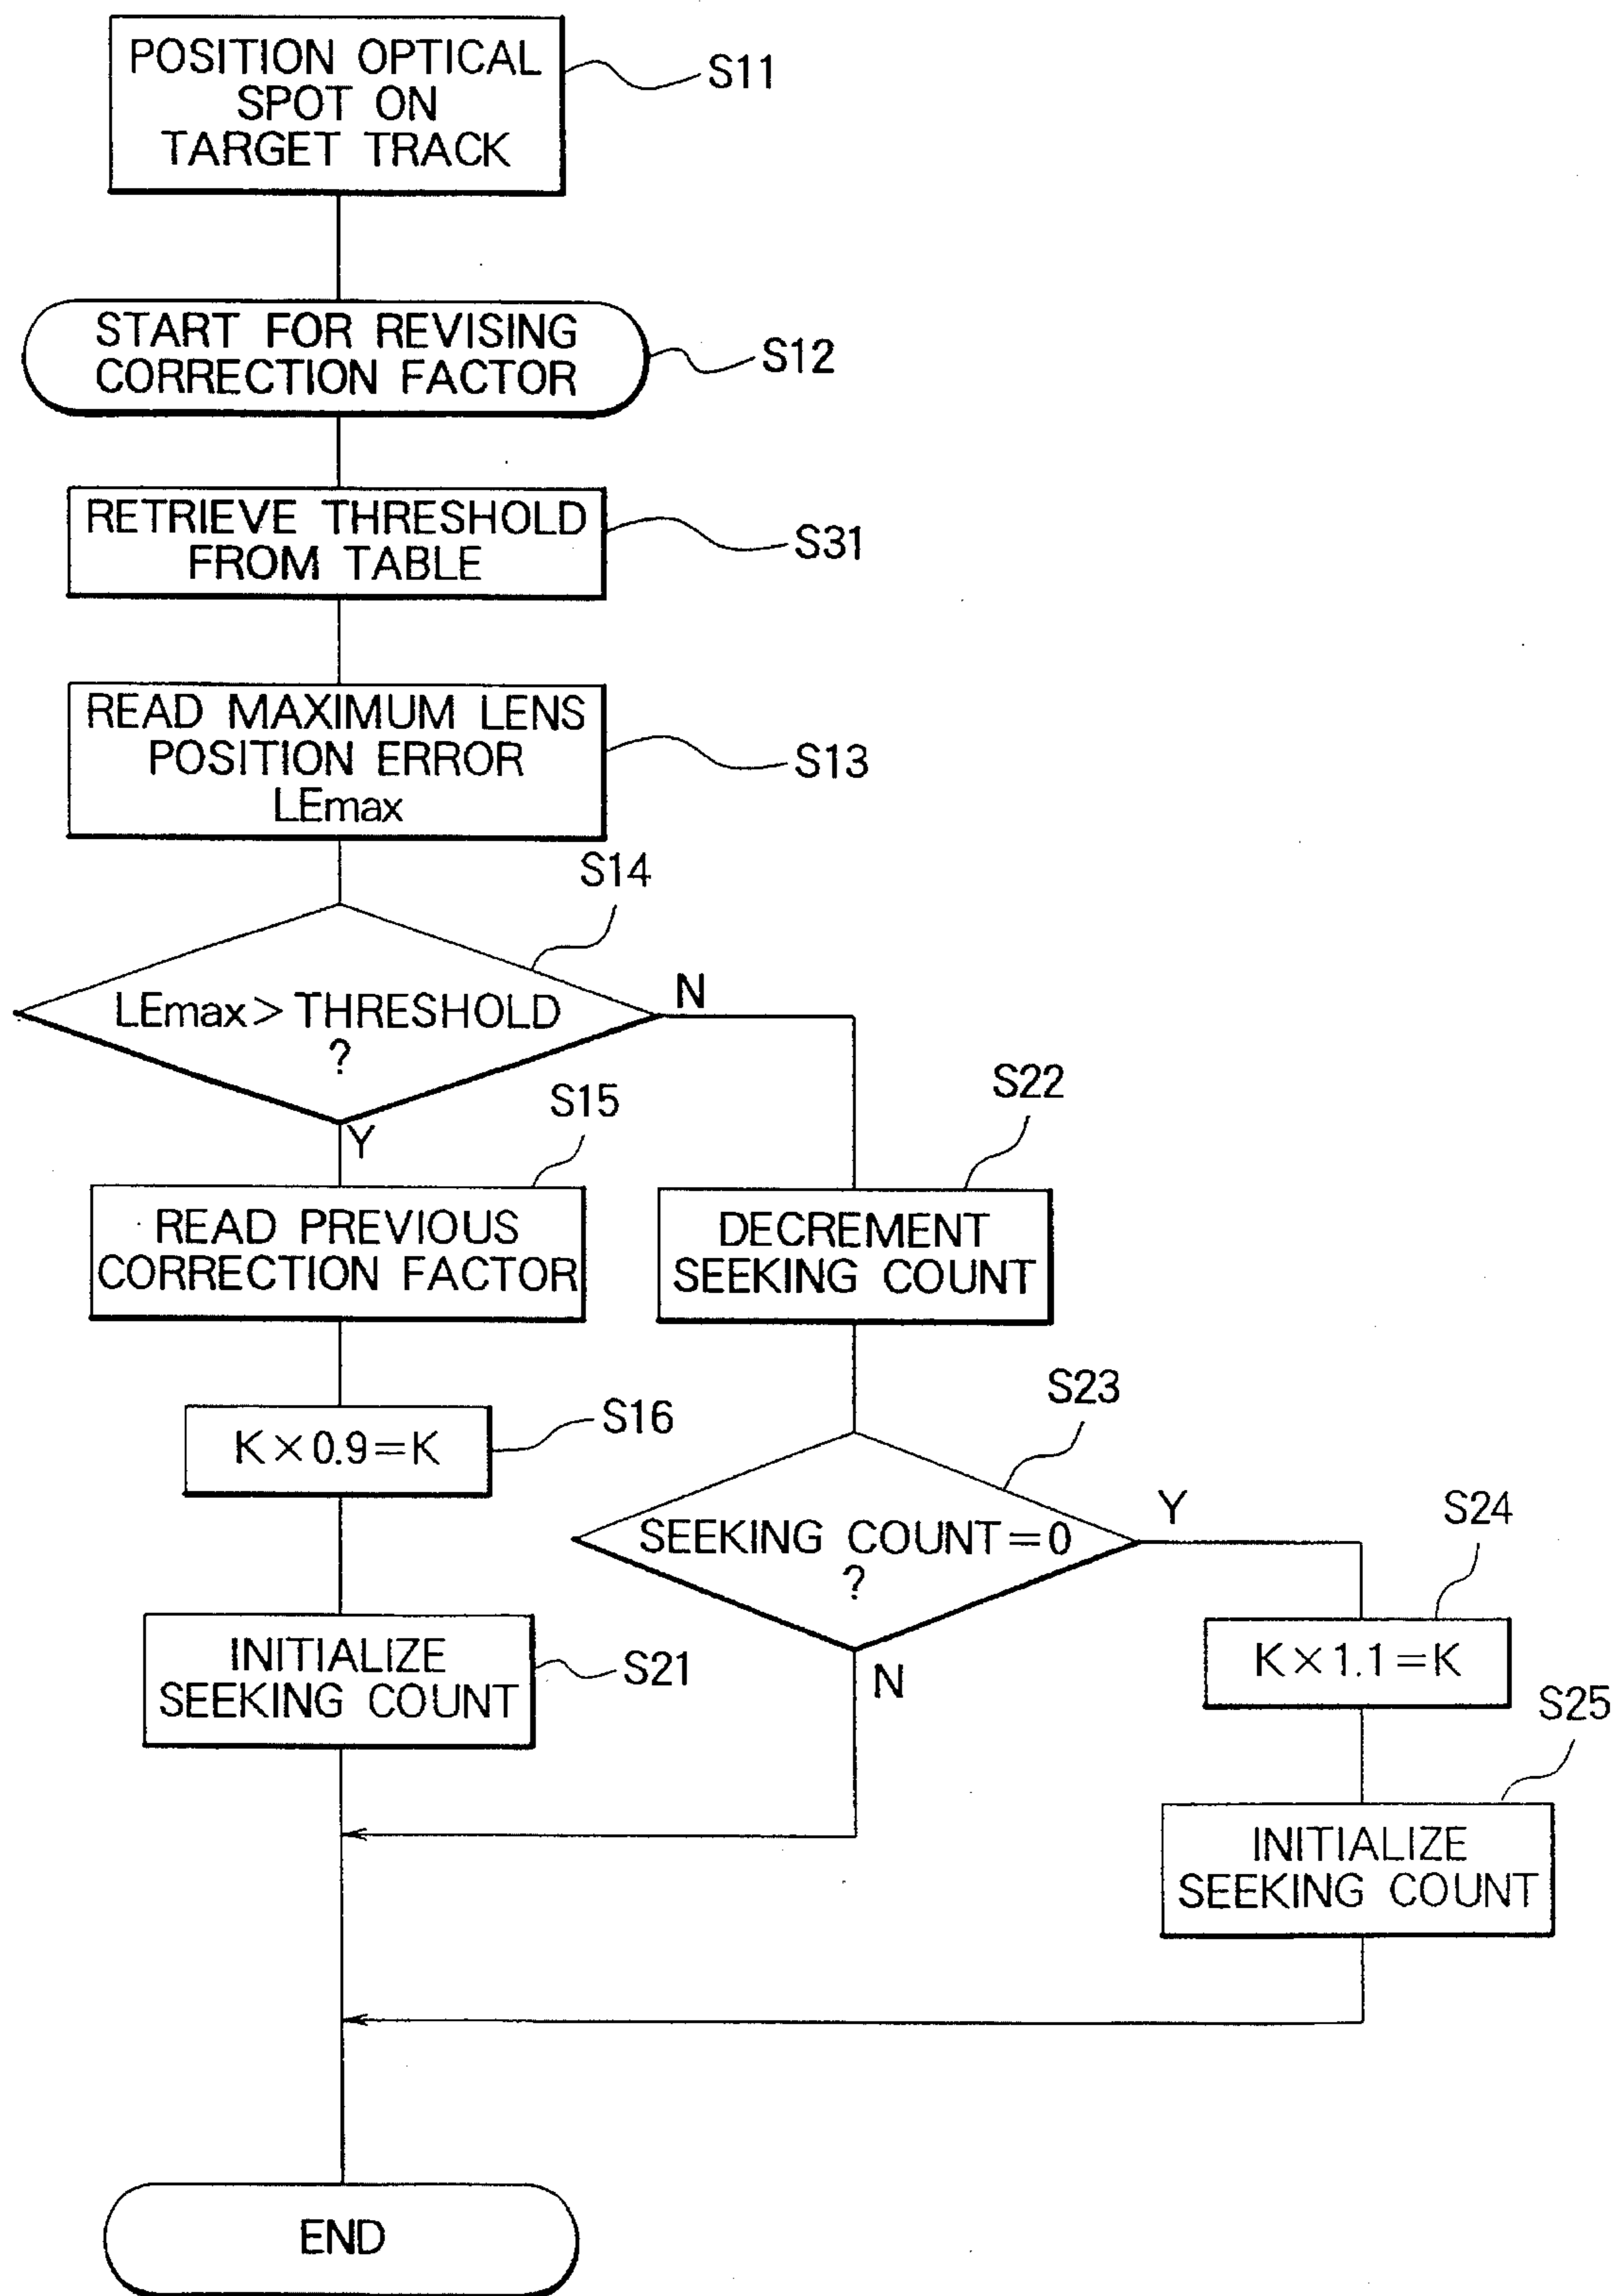 POSITION OPTICAL
SPOT ON
TARGET TRACK
S11
START FOR REVISING
CORRECTION FACTOR
S12
RETRIEVE THRESHOLD
FROM TABLE
S31
READ MAXIMUM LENS
POSITION ERROR
LEmax
S13
S14
LEmax > THRESHOLD
?
N
Y
S15
READ PREVIOUS
CORRECTION FACTOR
S22
DECREMENT
SEEKING COUNT
K × 0.9 = K
S16
S23
SEEKING COUNT = 0
?
Y
N
S24
K × 1.1 = K
INITIALIZE
SEEKING COUNT
S21
S25
INITIALIZE
SEEKING COUNT
END